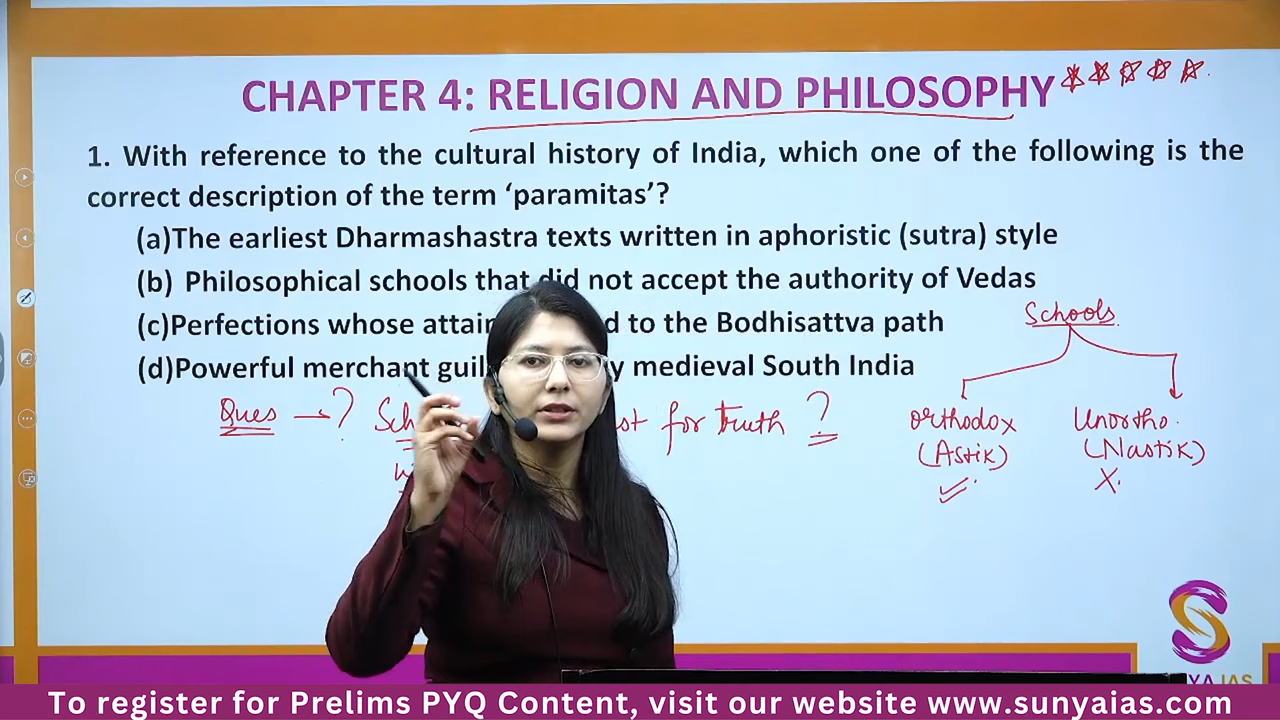 CHAPTER 4: RELIGION AND PHILOSOPHY
1. With reference to the cultural history of India, which one of the following is the
correct description of the term ‘paramitas’?
(a)The earliest Dharmashastra texts written in aphoristic (sutra) style
(b) Philosophical schools that did not accept the authority of Vedas
(c)Perfections whose attain d to the Bodhisattva path
(d)Powerful merchant guil y medieval South India
Schools
Ques → ? Sch st for truth ?
orthodox
(Astik)
Unortho.
(Nastik)
X.
YA IAS
To register for Prelims PYQ Content, visit our website www.sunyaias.com